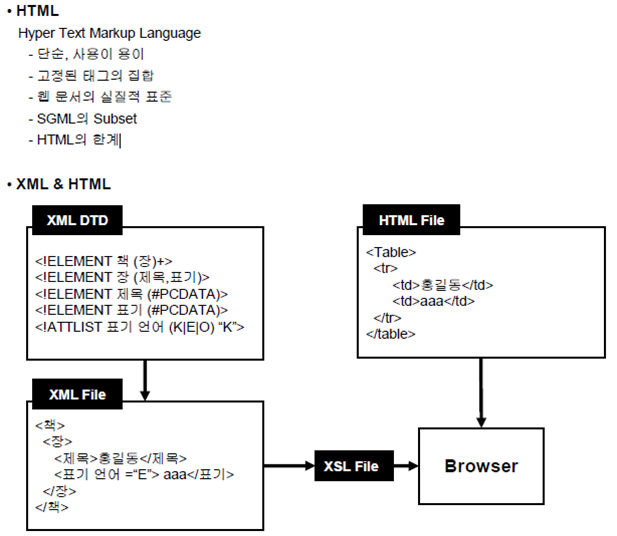 • HTML
Hyper Text Markup Language
- 단순, 사용이 용이
- 고정된 태그의 집합
- 웹 문서의 실질적 표준
- SGML의 Subset
- HTML의 한계
• XML & HTML
XML DTD
<!ELEMENT 책 (장)+>
<!ELEMENT 장 (제목,표기)>
<!ELEMENT 제목 (#PCDATA)>
<!ELEMENT 표기 (#PCDATA)>
<!ATTLIST 표기 언어 (K|E|O) “K”>
HTML File
<Table>
<tr>
<td>홍길동</td>
<td>aaa</td>
</tr>
</table>
XML File
<책>
<장>
<제목>홍길동</제목>
<표기 언어 =“E”> aaa</표기>
</장>
</책>
XSL File
Browser